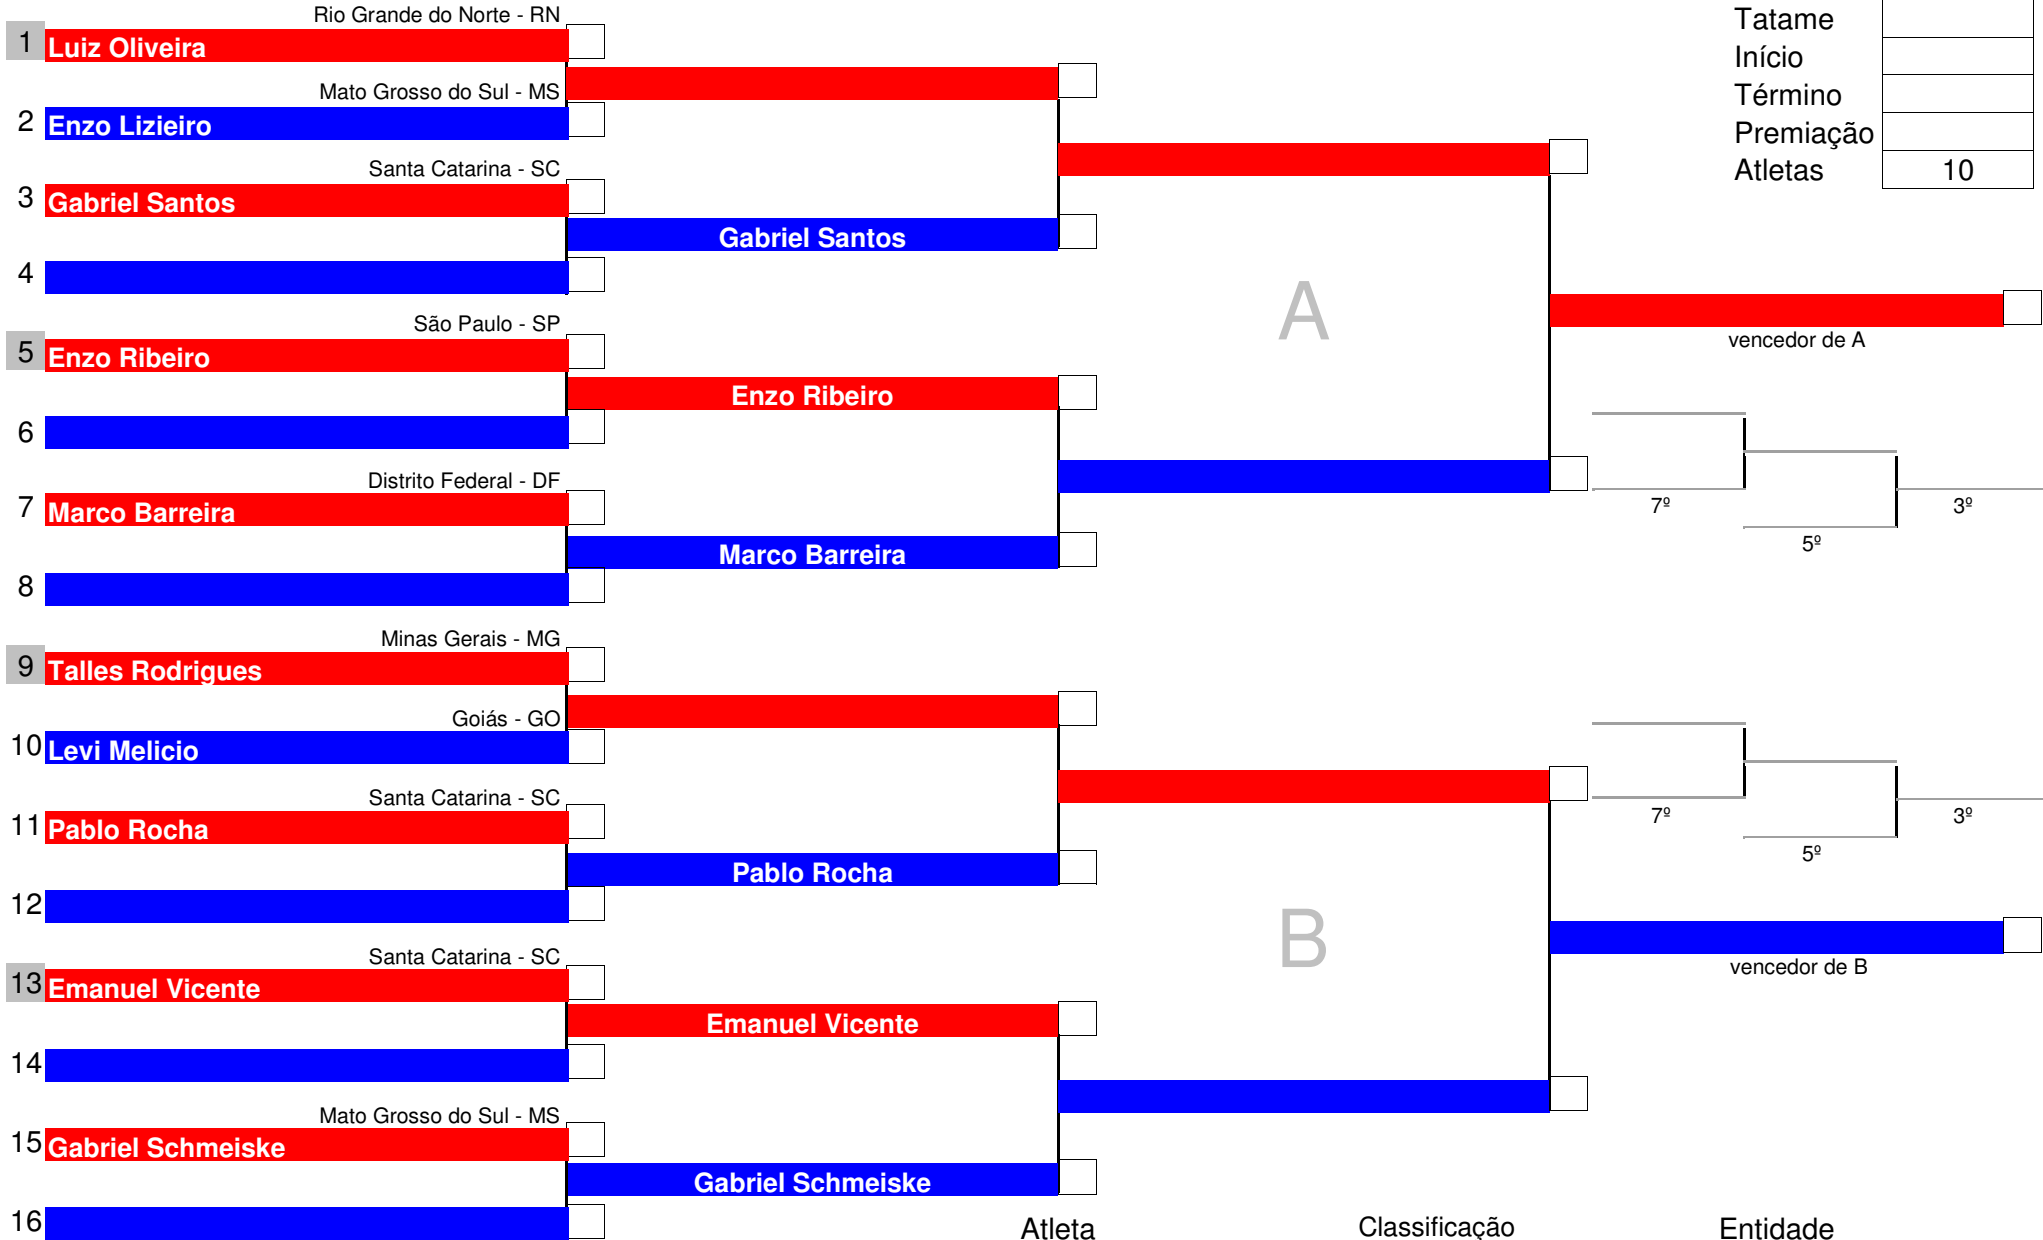 Rio Grande do Norte - RN
1 Luiz Oliveira
Mato Grosso do Sul - MS
2 Enzo Lizieiro
Santa Catarina - SC
3 Gabriel Santos
Gabriel Santos
4
São Paulo - SP
5 Enzo Ribeiro
Enzo Ribeiro
6
Distrito Federal - DF
7 Marco Barreira
Marco Barreira
8
Minas Gerais - MG
9 Talles Rodrigues
Goiás - GO
10 Levi Melicio
Santa Catarina - SC
11 Pablo Rocha
Pablo Rocha
12
Santa Catarina - SC
13 Emanuel Vicente
Emanuel Vicente
14
Mato Grosso do Sul - MS
15 Gabriel Schmeiske
Gabriel Schmeiske
16
A
B
Tatame
Início
Término
Premiação
Atletas 10
vencedor de A
7º
5º
3º
7º
5º
3º
vencedor de B
Atleta Classificação Entidade